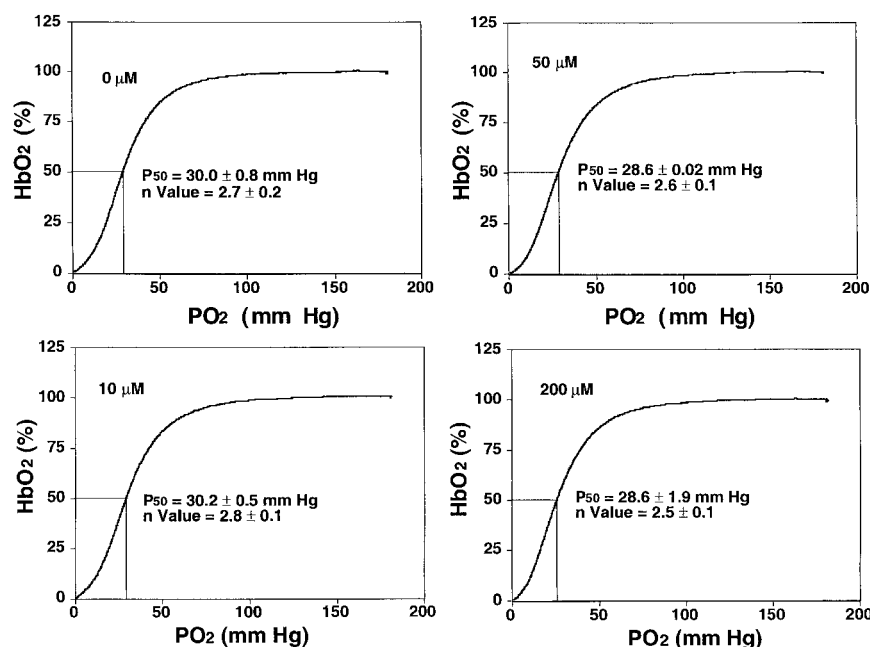 125
100
75
50
25
0
HbO2 (%)
0 μM
P50 = 30.0 ± 0.8 mm Hg
n Value = 2.7 ± 0.2
0 50 100 150 200
PO2 (mm Hg)
125
100
75
50
25
0
HbO2 (%)
50 μM
P50 = 28.6 ± 0.02 mm Hg
n Value = 2.6 ± 0.1
0 50 100 150 200
PO2 (mm Hg)
125
100
75
50
25
0
HbO2 (%)
10 μM
P50 = 30.2 ± 0.5 mm Hg
n Value = 2.8 ± 0.1
0 50 100 150 200
PO2 (mm Hg)
125
100
75
50
25
0
HbO2 (%)
200 μM
P50 = 28.6 ± 1.9 mm Hg
n Value = 2.5 ± 0.1
0 50 100 150 200
PO2 (mm Hg)